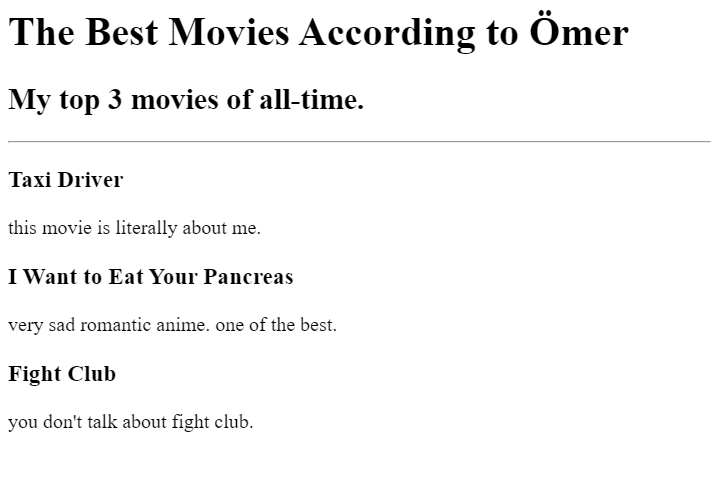 The Best Movies According to Ömer
My top 3 movies of all-time.
Taxi Driver
this movie is literally about me.
I Want to Eat Your Pancreas
very sad romantic anime. one of the best.
Fight Club
you don't talk about fight club.